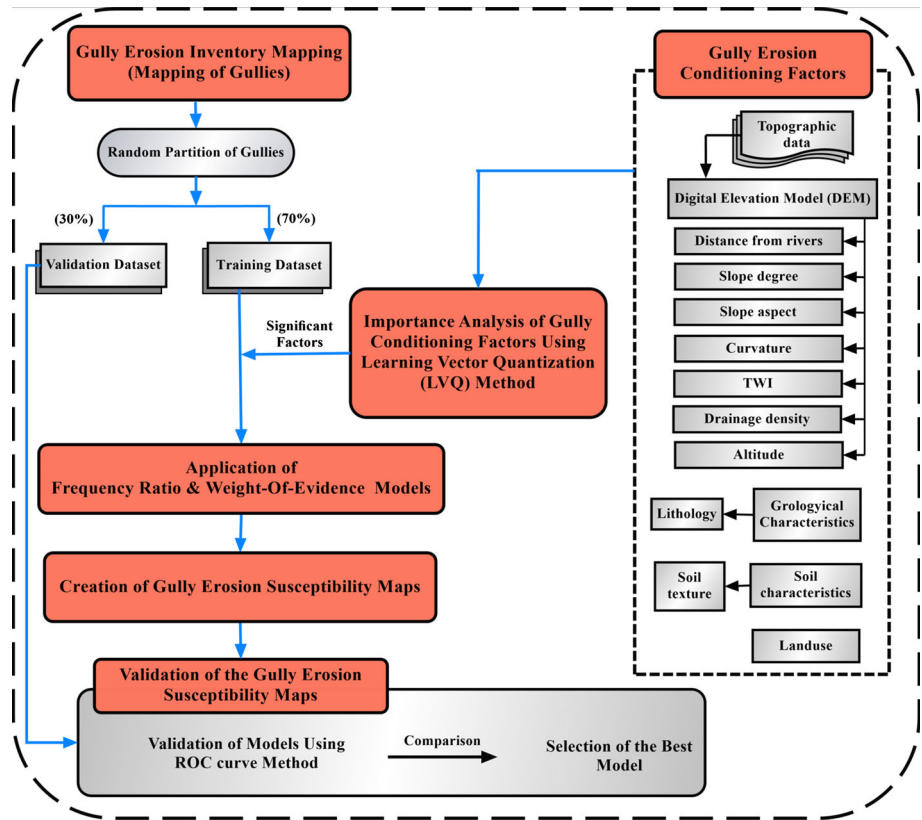 Gully Erosion Inventory Mapping
(Mapping of Gullies)
Random Partition of Gullies
(30%)
(70%)
Validation Dataset
Training Dataset
Significant
Factors
Importance Analysis of Gully
Conditioning Factors Using
Learning Vector Quantization
(LVQ) Method
Application of
Frequency Ratio & Weight-Of-Evidence Models
Creation of Gully Erosion Susceptibility Maps
Validation of the Gully Erosion
Susceptibility Maps
Validation of Models Using
ROC curve Method
Comparison
Selection of the Best
Model
Gully Erosion
Conditioning Factors
Topographic
data
Digital Elevation Model (DEM)
Distance from rivers
Slope degree
Slope aspect
Curvature
TWI
Drainage density
Altitude
Lithology
Grologyical
Characteristics
Soil
texture
Soil
characteristics
Landuse